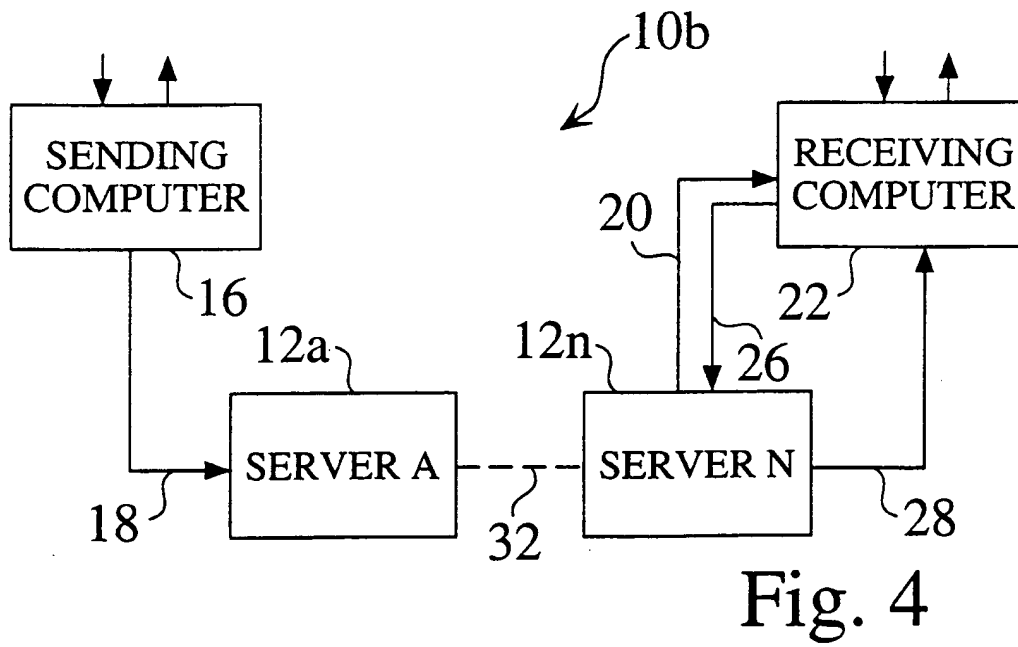 10b
SENDING
COMPUTER
RECEIVING
COMPUTER
20
16
22
26
12a
12n
SERVER A
SERVER N
18
32
28
Fig. 4